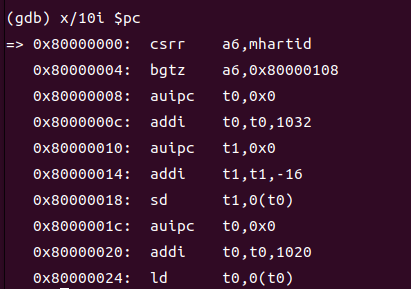 (gdb) x/10i $pc
=> 0x80000000: csrr a6,mhartid
0x80000004: bgtz a6,0x80000108
0x80000008: auipc t0,0x0
0x8000000c: addi t0,t0,1032
0x80000010: auipc t1,0x0
0x80000014: addi t1,t1,-16
0x80000018: sd t1,0(t0)
0x8000001c: auipc t0,0x0
0x80000020: addi t0,t0,1020
0x80000024: ld t0,0(t0)